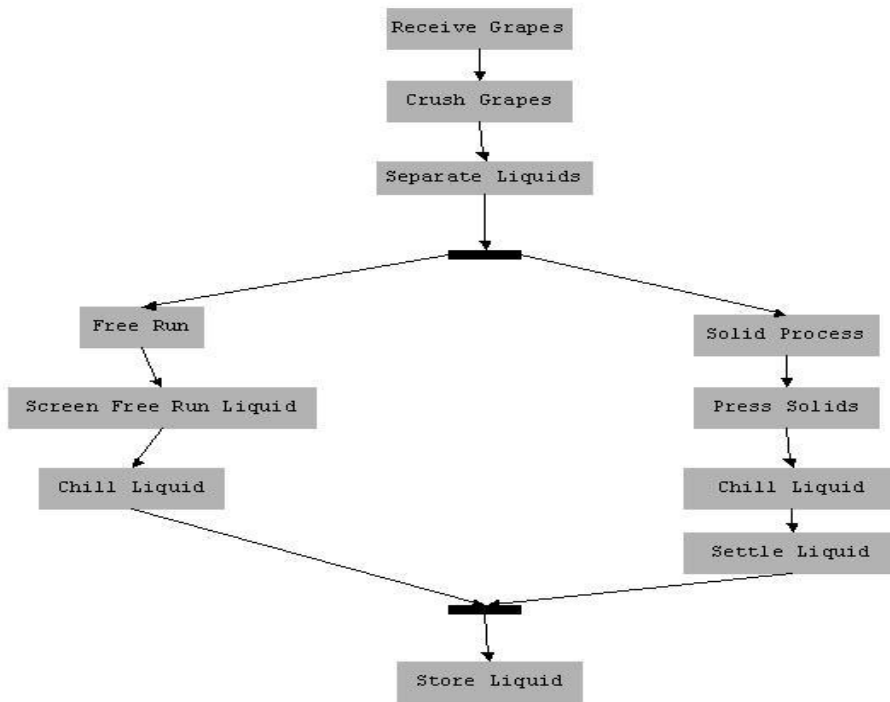 Receive Grapes
Crush Grapes
Separate Liquids
Free Run
Solid Process
Screen Free Run Liquid
Press Solids
Chill Liquid
Chill Liquid
Settle Liquid
Store Liquid